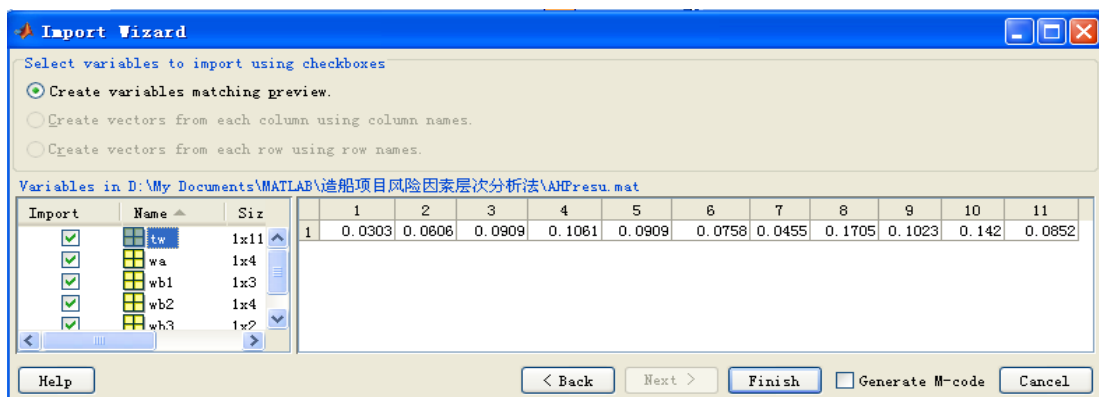 Import Wizard
Select variables to import using checkboxes
Create variables matching preview.
Create vectors from each column using column names.
Create vectors from each row using row names.
Variables in D:\My Documents\MATLAB\造船项目风险因素层次分析法\AHPresu.mat
Import Name Siz 1 2 3 4 5 6 7 8 9 10 11
tw 1x11 1 0.0303 0.0606 0.0909 0.1061 0.0909 0.0758 0.0455 0.1705 0.1023 0.142 0.0852
wa 1x4
wb1 1x3
wb2 1x4
wb3 1x2
Help < Back Next > Finish Generate M-code Cancel